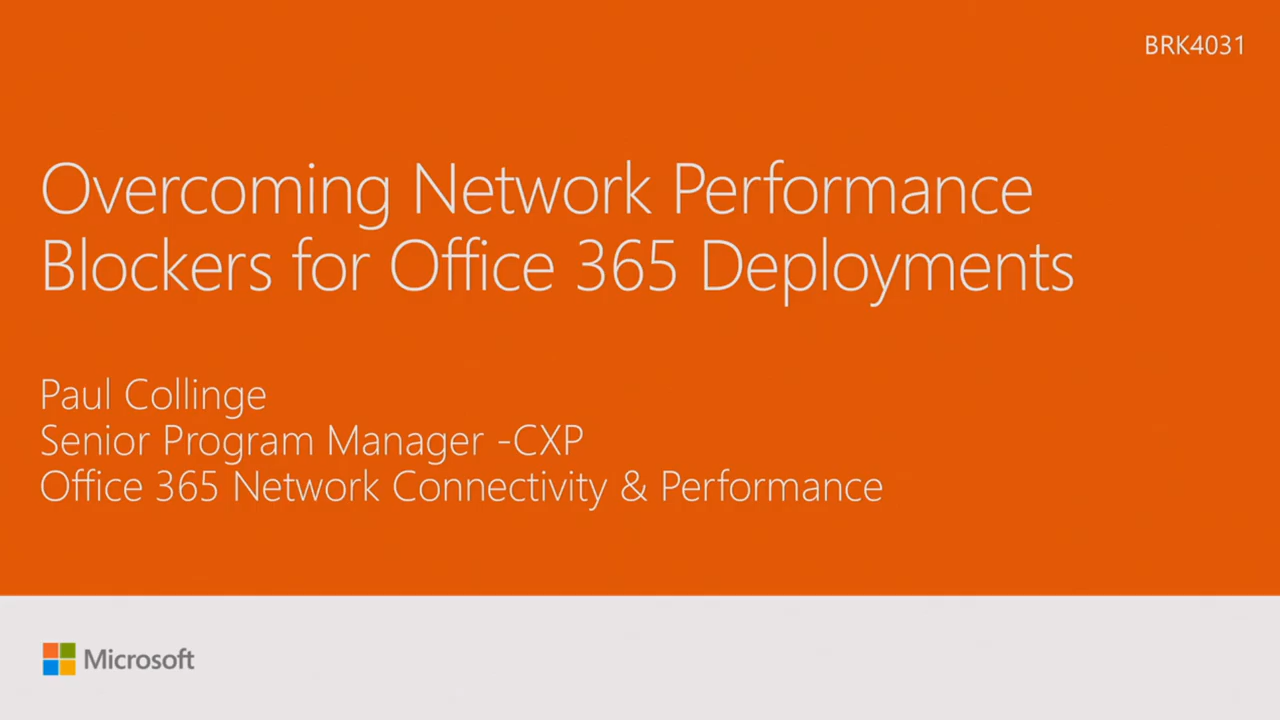 BRK4031
Overcoming Network Performance
Blockers for Office 365 Deployments
Paul Collinge
Senior Program Manager -CXP
Office 365 Network Connectivity & Performance
Microsoft